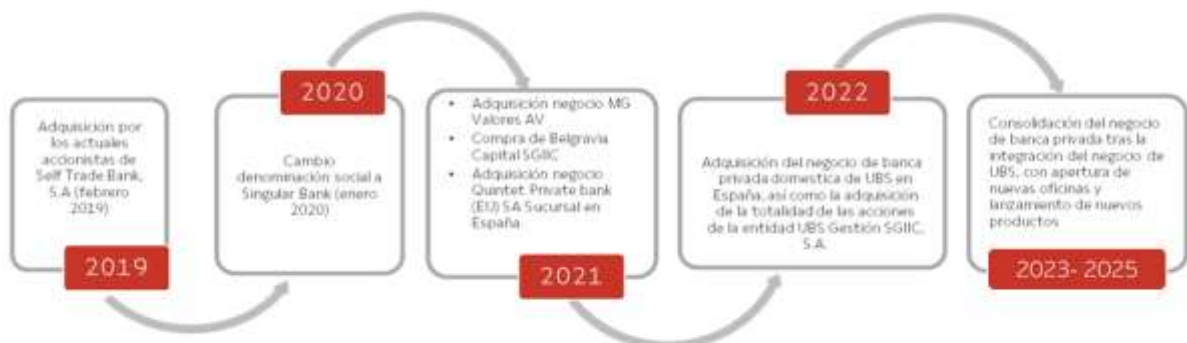 2019
Adquisición por
los actuales
accionistas de
Self Trade Bank,
S.A (febrero
2019)
2020
Cambio
denominación social a
Singular Bank (enero
2020)
2021
• Adquisición negocio MG
Valores AV
• Compra de Belgravia
Capital SGIIC
• Adquisición negocio
Quintet Private bank
(EU) SA Sucursal en
España
2022
Adquisición del negocio de banca
privada domestica de UBS en
España, así como la adquisición
de la totalidad de las acciones
de la entidad UBS Gestión SGIIC,
S.A.
2023- 2025
Consolidación del negocio
de banca privada tras la
integración del negocio de
UBS, con apertura de
nuevas oficinas y
lanzamiento de nuevos
productos